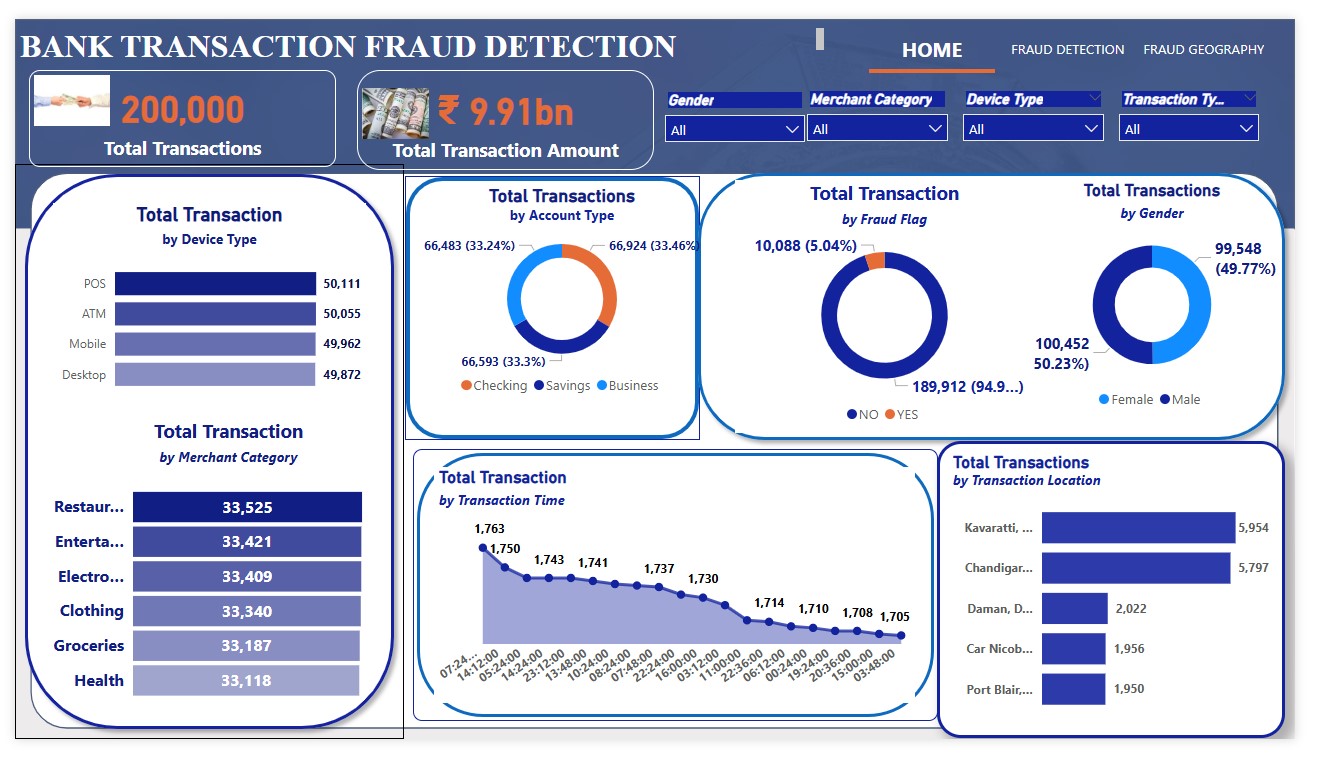 BANK TRANSACTION FRAUD DETECTION
HOME
FRAUD DETECTION
FRAUD GEOGRAPHY
200,000
Total Transactions
₹ 9.91bn
Total Transaction Amount
Gender
All
Merchant Category
All
Device Type
All
Transaction Ty...
All
Total Transaction
by Device Type
POS 50,111
ATM 50,055
Mobile 49,962
Desktop 49,872
Total Transaction
by Merchant Category
Restaur... 33,525
Enterta... 33,421
Electro... 33,409
Clothing 33,340
Groceries 33,187
Health 33,118
Total Transactions
by Account Type
66,483 (33.24%)
66,924 (33.46%)
66,593 (33.3%)
Checking Savings Business
Total Transaction
by Fraud Flag
10,088 (5.04%)
189,912 (94.9...)
NO YES
Total Transactions
by Gender
99,548
(49.77%)
100,452
50.23%)
Female Male
Total Transaction
by Transaction Time
1,763
1,750
1,743
1,741
1,737
1,730
1,714
1,710
1,708
1,705
07:24...
14:12:00
05:24:00
14:24:00
23:12:00
13:48:00
10:24:00
08:24:00
07:48:00
22:24:00
16:00:00
03:12:00
11:00:00
22:36:00
06:12:00
00:24:00
19:24:00
20:36:00
15:00:00
03:48:00
Total Transactions
by Transaction Location
Kavaratti, ... 5,954
Chandigar... 5,797
Daman, D... 2,022
Car Nicob... 1,956
Port Blair,... 1,950